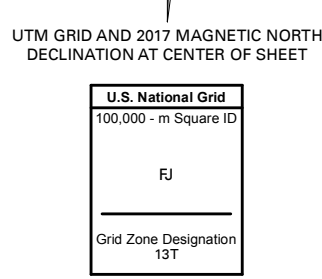 UTM GRID AND 2017 MAGNETIC NORTH
DECLINATION AT CENTER OF SHEET
U.S. National Grid
100,000 - m Square ID
FJ
Grid Zone Designation
13T